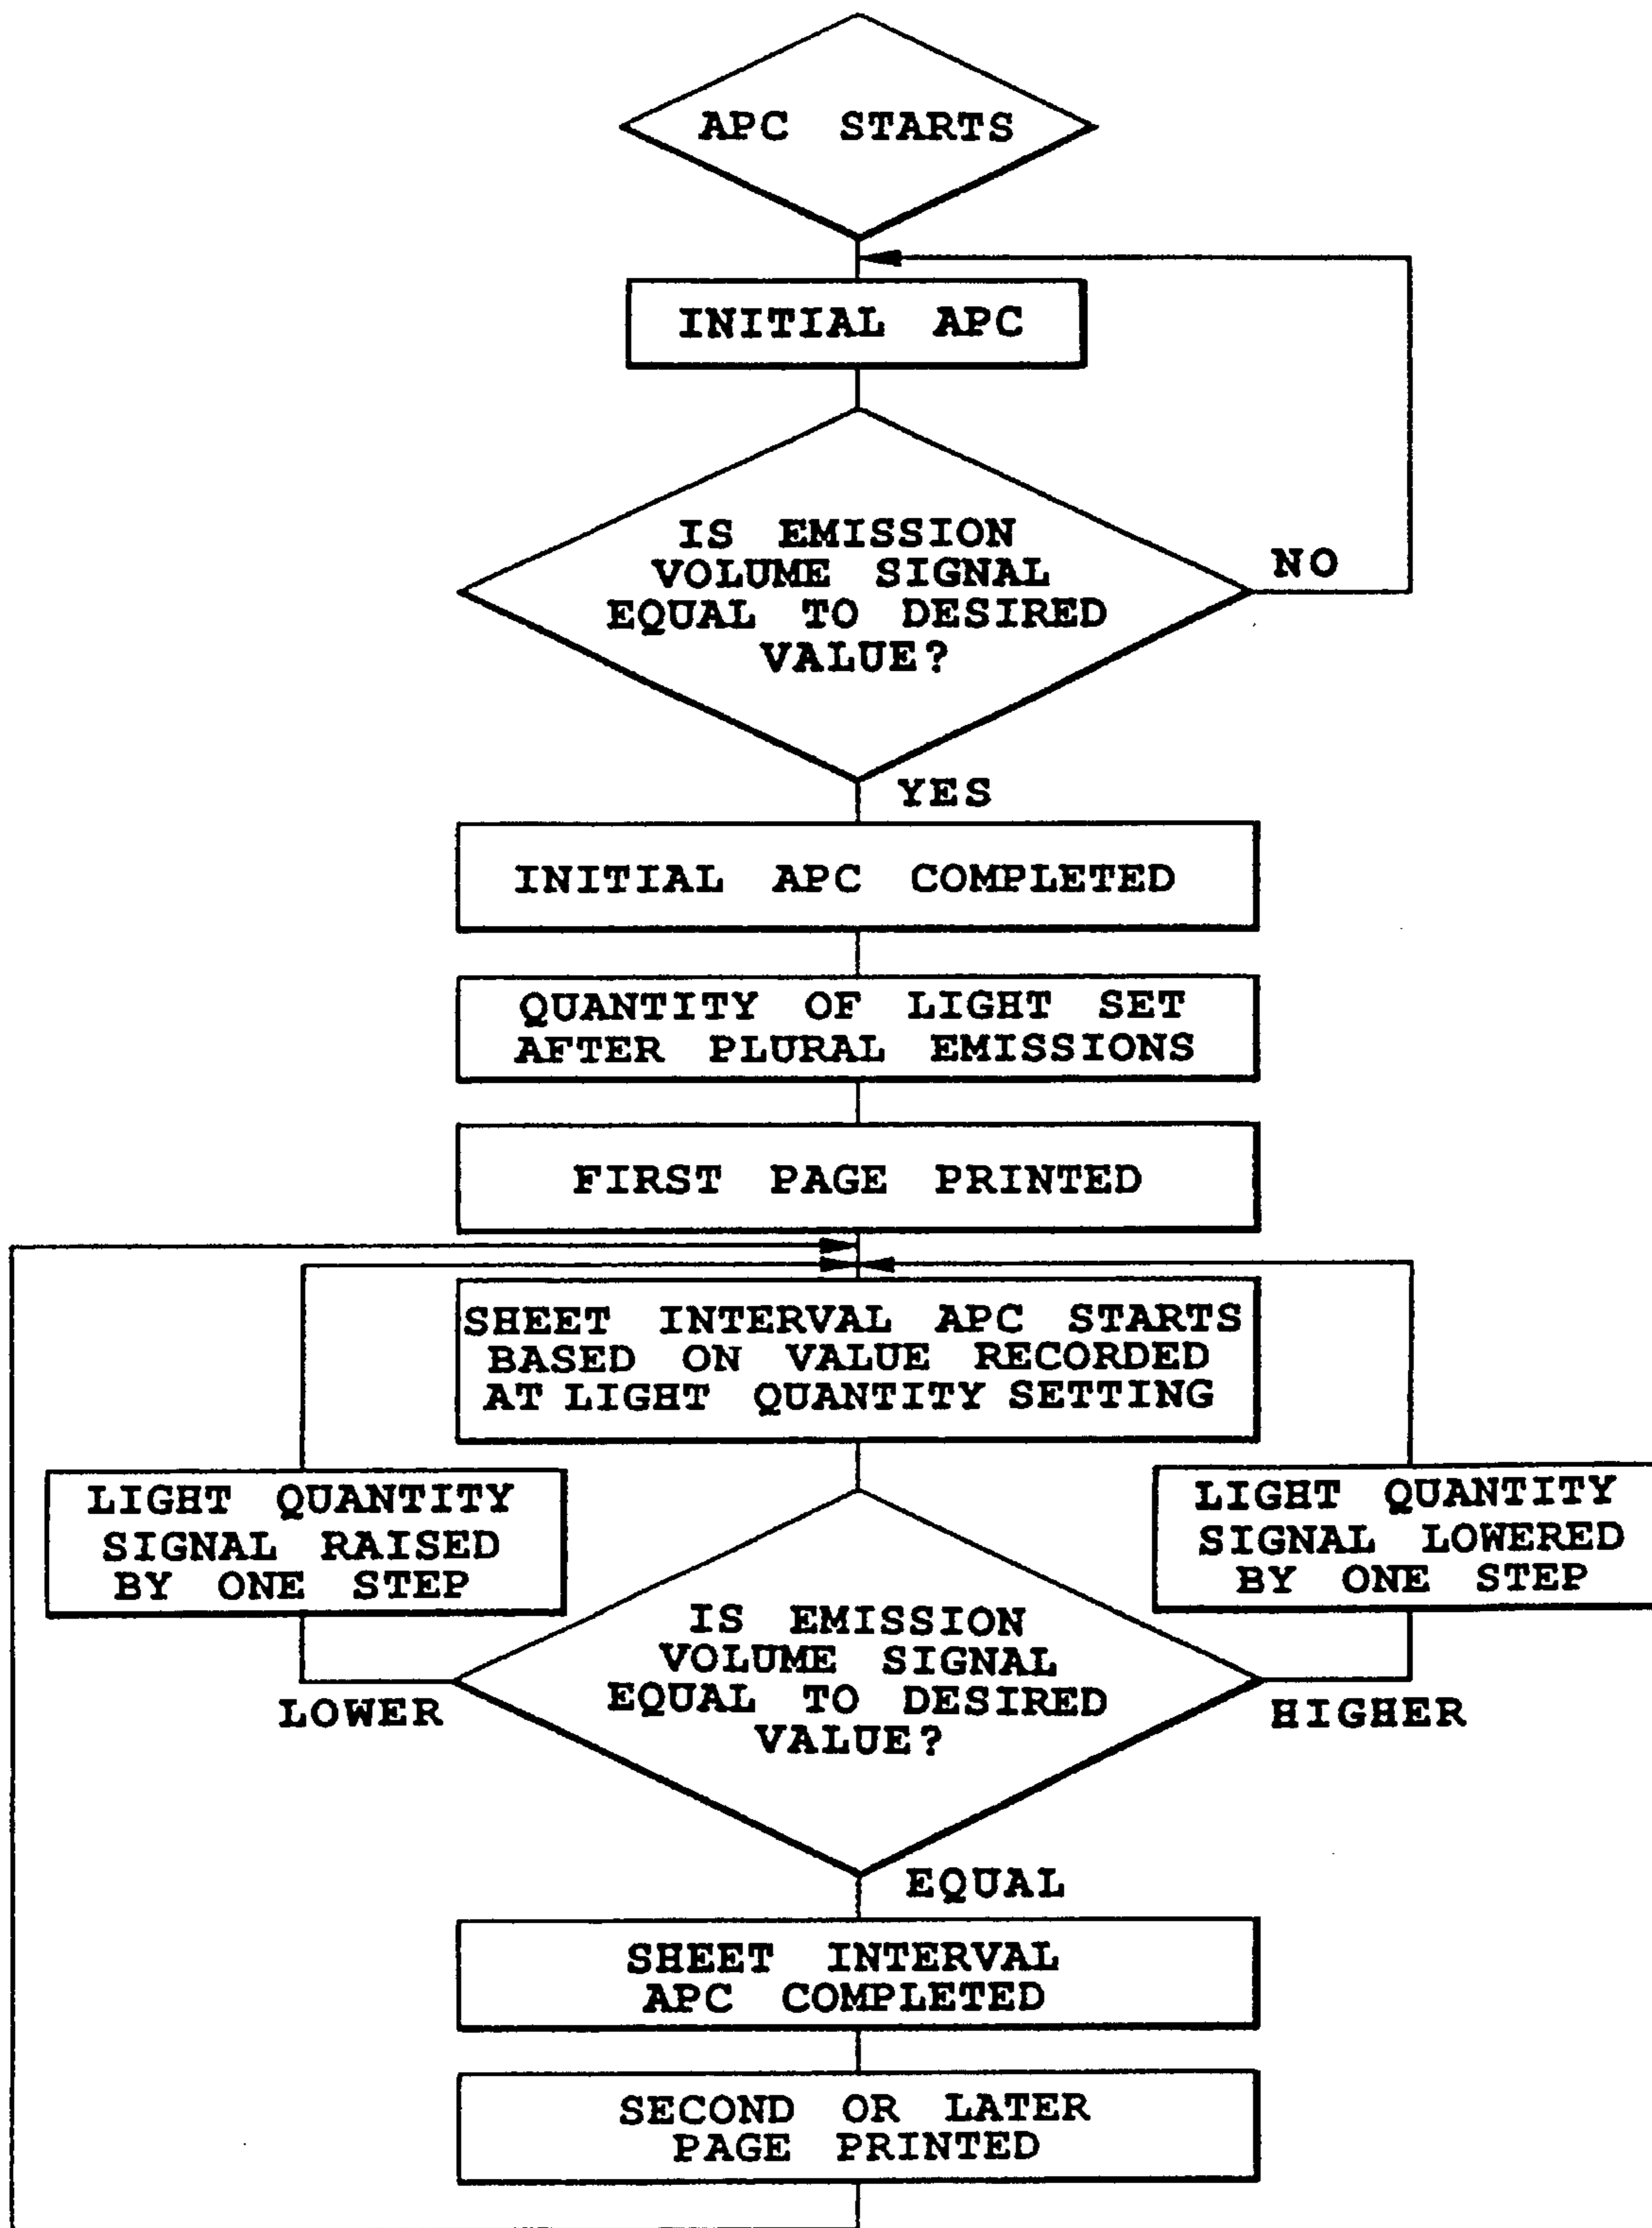 APC STARTS
INITIAL APC
IS EMISSION
VOLUME SIGNAL
EQUAL TO DESIRED
VALUE?
NO
YES
INITIAL APC COMPLETED
QUANTITY OF LIGHT SET
AFTER PLURAL EMISSIONS
FIRST PAGE PRINTED
SHEET INTERVAL APC STARTS
BASED ON VALUE RECORDED
AT LIGHT QUANTITY SETTING
LIGHT QUANTITY
SIGNAL RAISED
BY ONE STEP
LIGHT QUANTITY
SIGNAL LOWERED
BY ONE STEP
IS EMISSION
VOLUME SIGNAL
EQUAL TO DESIRED
VALUE?
LOWER
HIGHER
EQUAL
SHEET INTERVAL
APC COMPLETED
SECOND OR LATER
PAGE PRINTED